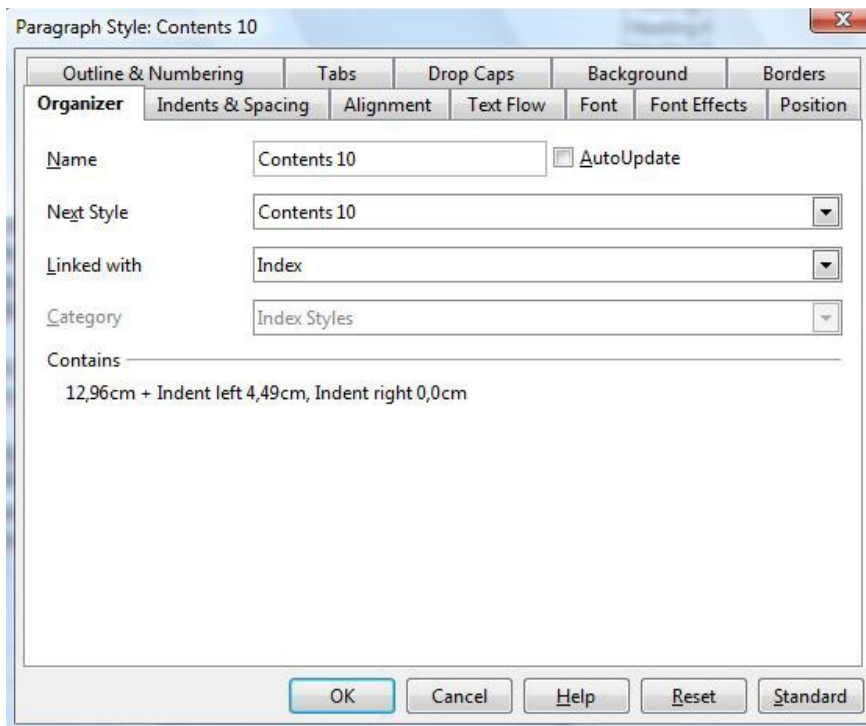 Paragraph Style: Contents 10
Outline & Numbering Tabs Drop Caps Background Borders
Organizer Indents & Spacing Alignment Text Flow Font Font Effects Position
Name Contents 10 AutoUpdate
Next Style Contents 10
Linked with Index
Category Index Styles
Contains
12,96cm + Indent left 4,49cm, Indent right 0,0cm
OK Cancel Help Reset Standard